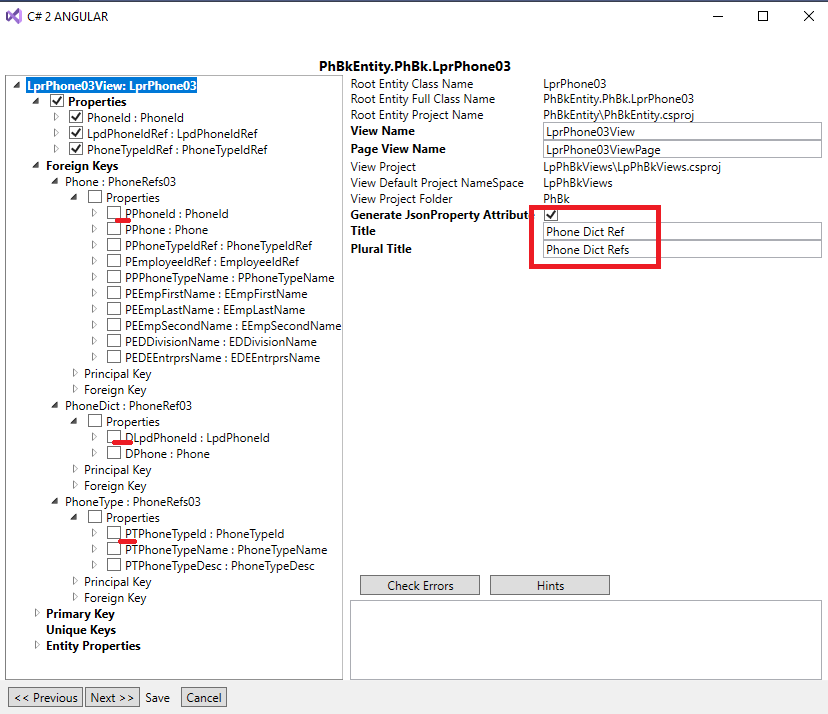 C# 2 ANGULAR
PhBkEntity.PhBk.LprPhone03
LprPhone03View: LprPhone03
Properties
PhoneId : PhoneId
LpdPhoneIdRef : LpdPhoneIdRef
PhoneTypeIdRef : PhoneTypeIdRef
Foreign Keys
Phone : PhoneRefs03
Properties
PPhoneId : PhoneId
PPhone : Phone
PPhoneTypeIdRef : PhoneTypeIdRef
PEmployeeIdRef : EmployeeIdRef
PPPhoneTypeName : PPhoneTypeName
PEEmpFirstName : EEmpFirstName
PEEmpLastName : EEmpLastName
PEEmpSecondName : EEmpSecondName
PEDDivisionName : EDDivisionName
PEDEEntrprsName : EDEEntrprsName
Principal Key
Foreign Key
PhoneDict : PhoneRef03
Properties
DLpdPhoneId : LpdPhoneId
DPhone : Phone
Principal Key
Foreign Key
PhoneType : PhoneRefs03
Properties
PTPhoneTypeId : PhoneTypeId
PTPhoneTypeName : PhoneTypeName
PTPhoneTypeDesc : PhoneTypeDesc
Principal Key
Foreign Key
Primary Key
Unique Keys
Entity Properties
Root Entity Class Name LprPhone03
Root Entity Full Class Name PhBkEntity.PhBk.LprPhone03
Root Entity Project Name PhBkEntity\PhBkEntity.csproj
View Name LprPhone03View
Page View Name LprPhone03ViewPage
View Project LpPhBkViews\LpPhBkViews.csproj
View Default Project NameSpace LpPhBkViews
View Project Folder PhBk
Generate JsonProperty Attribut
Title Phone Dict Ref
Plural Title Phone Dict Refs
Check Errors Hints
<< Previous Next >> Save Cancel